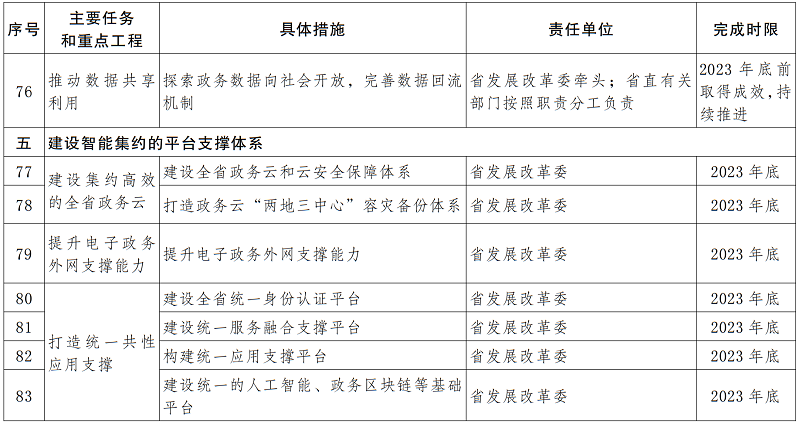 序号 主要任务和重点工程 具体措施 责任单位 完成时限
76 推动数据共享利用 探索政务数据向社会开放，完善数据回流机制 省发展改革委牵头；省直有关部门按照职责分工负责 2023 年底前取得成效，持续推进
五 建设智能集约的平台支撑体系
77 建设集约高效的全省政务云 建设全省政务云和云安全保障体系 省发展改革委 2023 年底
78 打造政务云“两地三中心”容灾备份体系 省发展改革委 2023 年底
79 提升电子政务外网支撑能力 提升电子政务外网支撑能力 省发展改革委 2023 年底
80 打造统一共性应用支撑 建设全省统一身份认证平台 省发展改革委 2023 年底
81 建设统一服务融合支撑平台 省发展改革委 2023 年底
82 构建统一应用支撑平台 省发展改革委 2023 年底
83 建设统一的人工智能、政务区块链等基础平台 省发展改革委 2023 年底